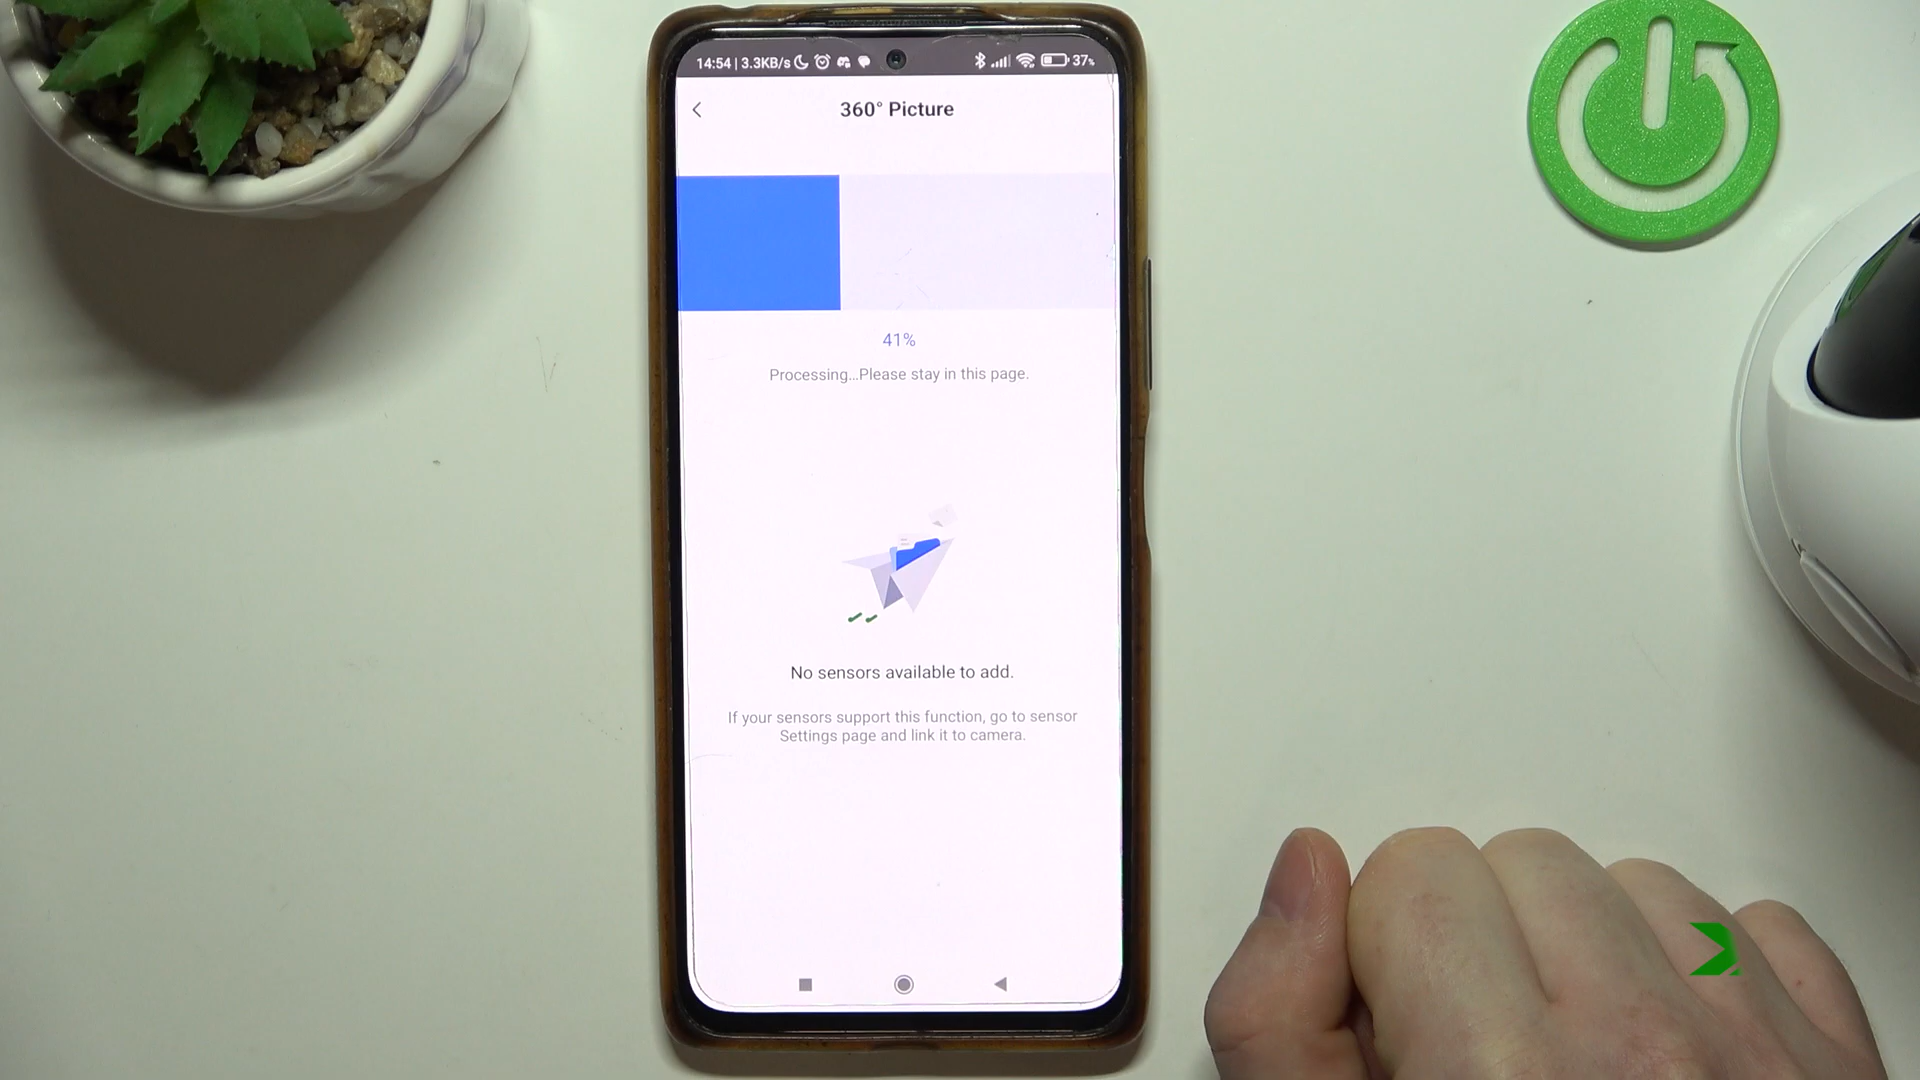 14:54 | 3.3KB/s 37%
360° Picture
41%
Processing...Please stay in this page.
No sensors available to add.
If your sensors support this function, go to sensor
Settings page and link it to camera.